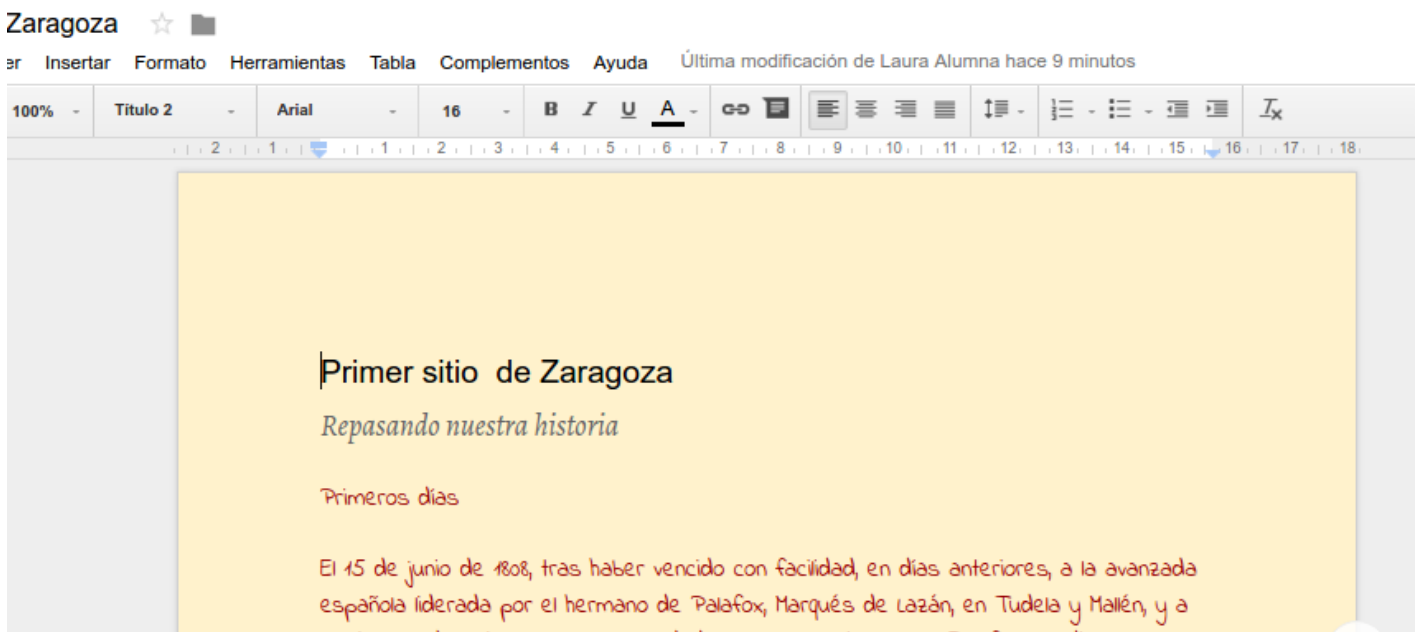 Zaragoza
er Insertar Formato Herramientas Tabla Complementos Ayuda Última modificación de Laura Alumna hace 9 minutos
100% Título 2 Arial 16 B I U A
2 1 1 2 3 4 5 6 7 8 9 10 11 12 13 14 15 16 17 18
Primer sitio de Zaragoza
Repasando nuestra historia
Primeros días
El 15 de junio de 1808, tras haber vencido con facilidad, en días anteriores, a la avanzada
española liderada por el hermano de Palafox, Marqués de Lazán, en Tudela y Mallén, y a